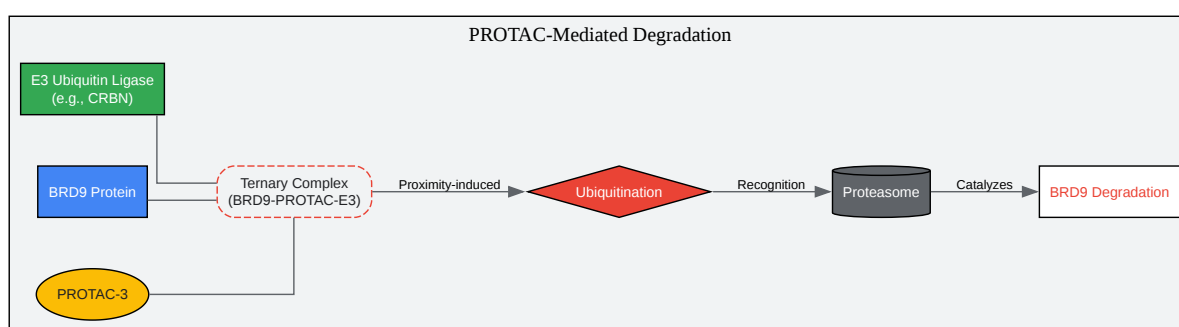 PROTAC-Mediated Degradation
E3 Ubiquitin Ligase
(e.g., CRBN)
BRD9 Protein
PROTAC-3
Ternary Complex
(BRD9-PROTAC-E3)
Proximity-induced
Ubiquitination
Recognition
Proteasome
Catalyzes
BRD9 Degradation